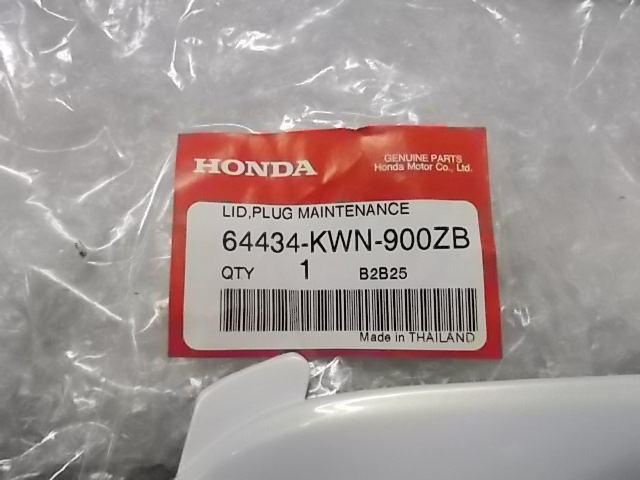 HONDA
GENUINE PARTS
Honda Motor Co., Ltd.
LID,PLUG MAINTENANCE
64434-KWN-900ZB
QTY 1 B2B25
Made in THAILAND